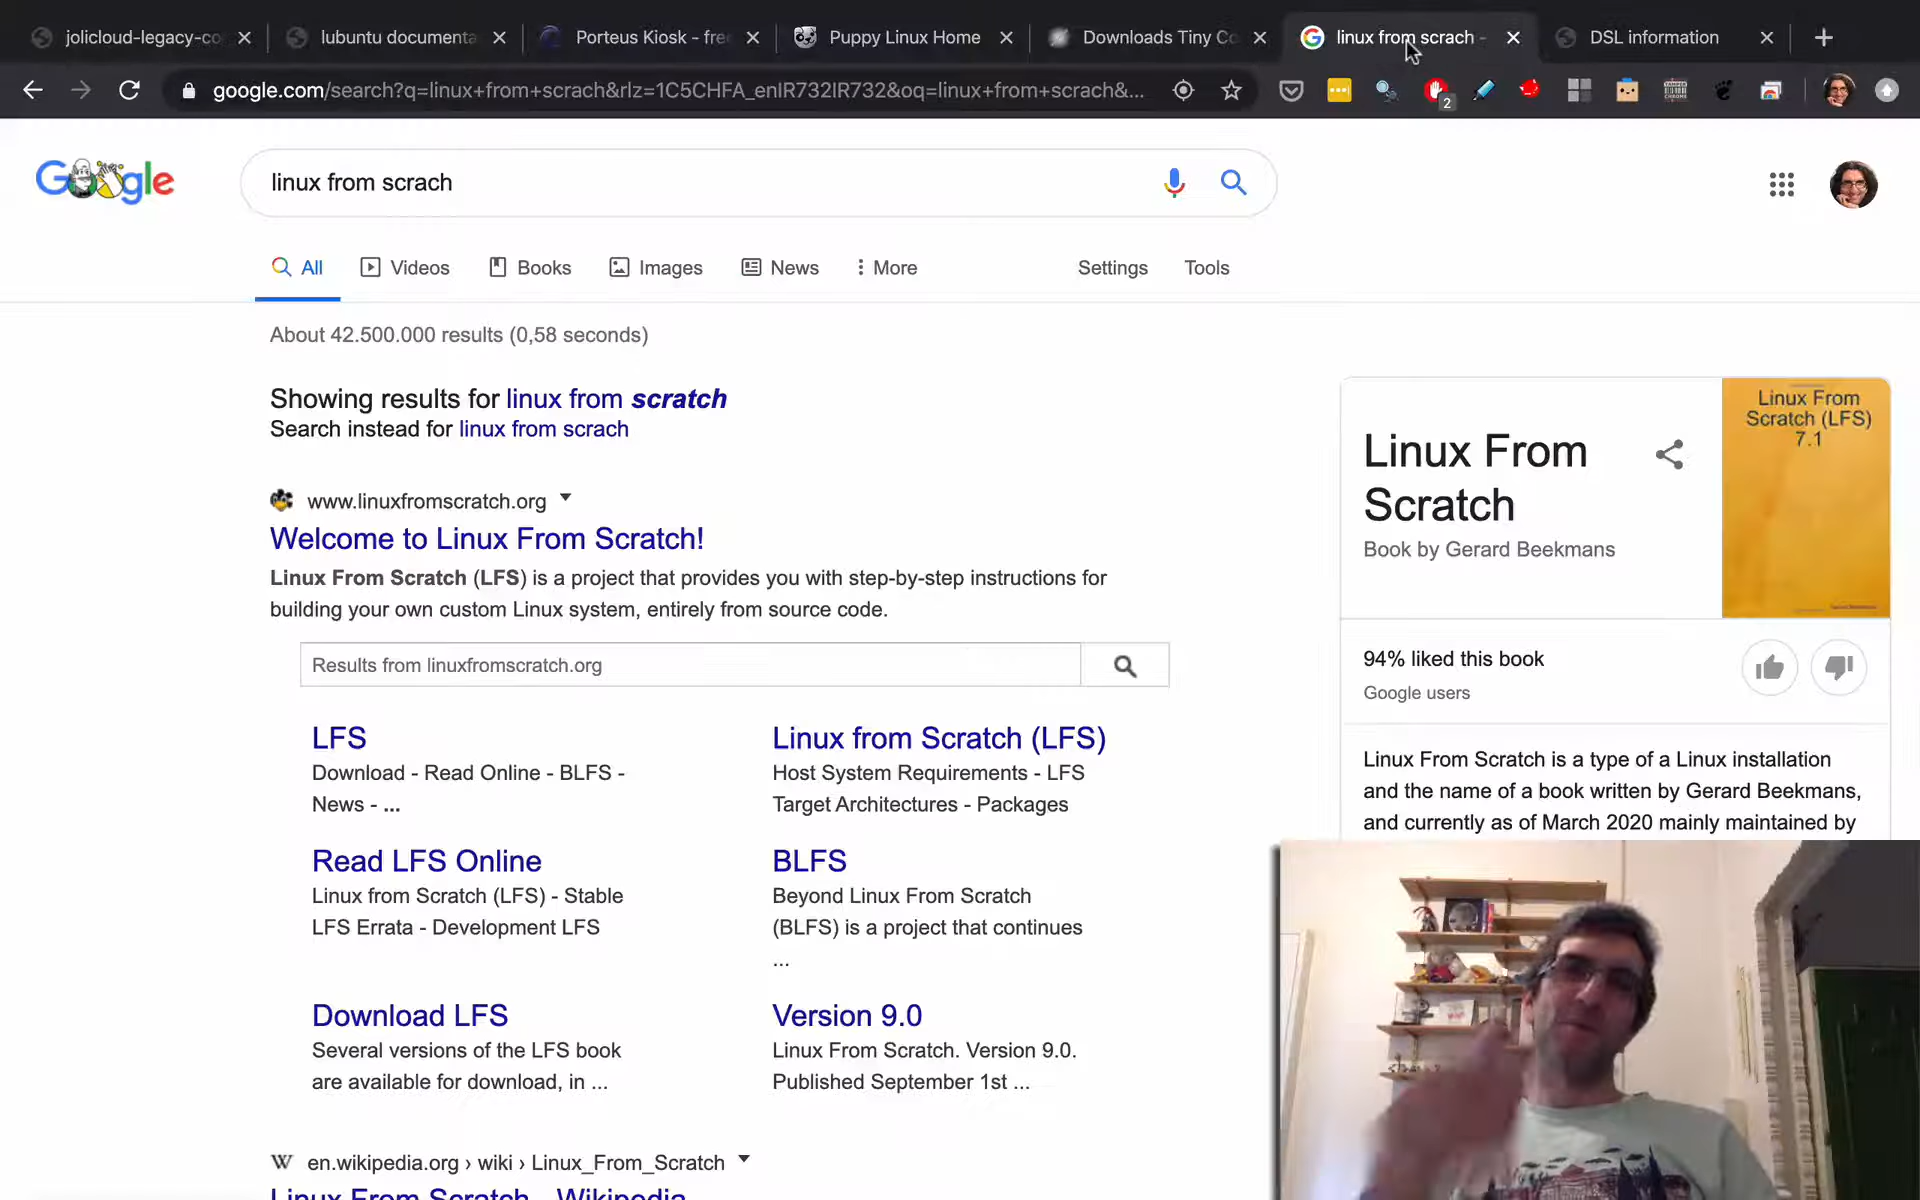 jolicloud-legacy-co
lubuntu documenta
Porteus Kiosk - fre
Puppy Linux Home
Downloads Tiny Co
linux from scrach -
DSL information
google.com/search?q=linux+from+scrach&rlz=1C5CHFA_enIR732IR732&oq=linux+from+scrach&...
2
Google
linux from scrach
All
Videos
Books
Images
News
More
Settings
Tools
About 42.500.000 results (0,58 seconds)
Showing results for linux from scratch
Search instead for linux from scrach
www.linuxfromscratch.org
Welcome to Linux From Scratch!
Linux From Scratch (LFS) is a project that provides you with step-by-step instructions for
building your own custom Linux system, entirely from source code.
Results from linuxfromscratch.org
LFS
Download - Read Online - BLFS -
News - ...
Linux from Scratch (LFS)
Host System Requirements - LFS
Target Architectures - Packages
Read LFS Online
Linux from Scratch (LFS) - Stable
LFS Errata - Development LFS
BLFS
Beyond Linux From Scratch
(BLFS) is a project that continues
...
Download LFS
Several versions of the LFS book
are available for download, in ...
Version 9.0
Linux From Scratch. Version 9.0.
Published September 1st ...
en.wikipedia.org › wiki › Linux_From_Scratch
Linux From Scratch - Wikipedia
Linux From
Scratch
Book by Gerard Beekmans
Linux From
Scratch (LFS)
7.1
94% liked this book
Google users
Linux From Scratch is a type of a Linux installation
and the name of a book written by Gerard Beekmans,
and currently as of March 2020 mainly maintained by